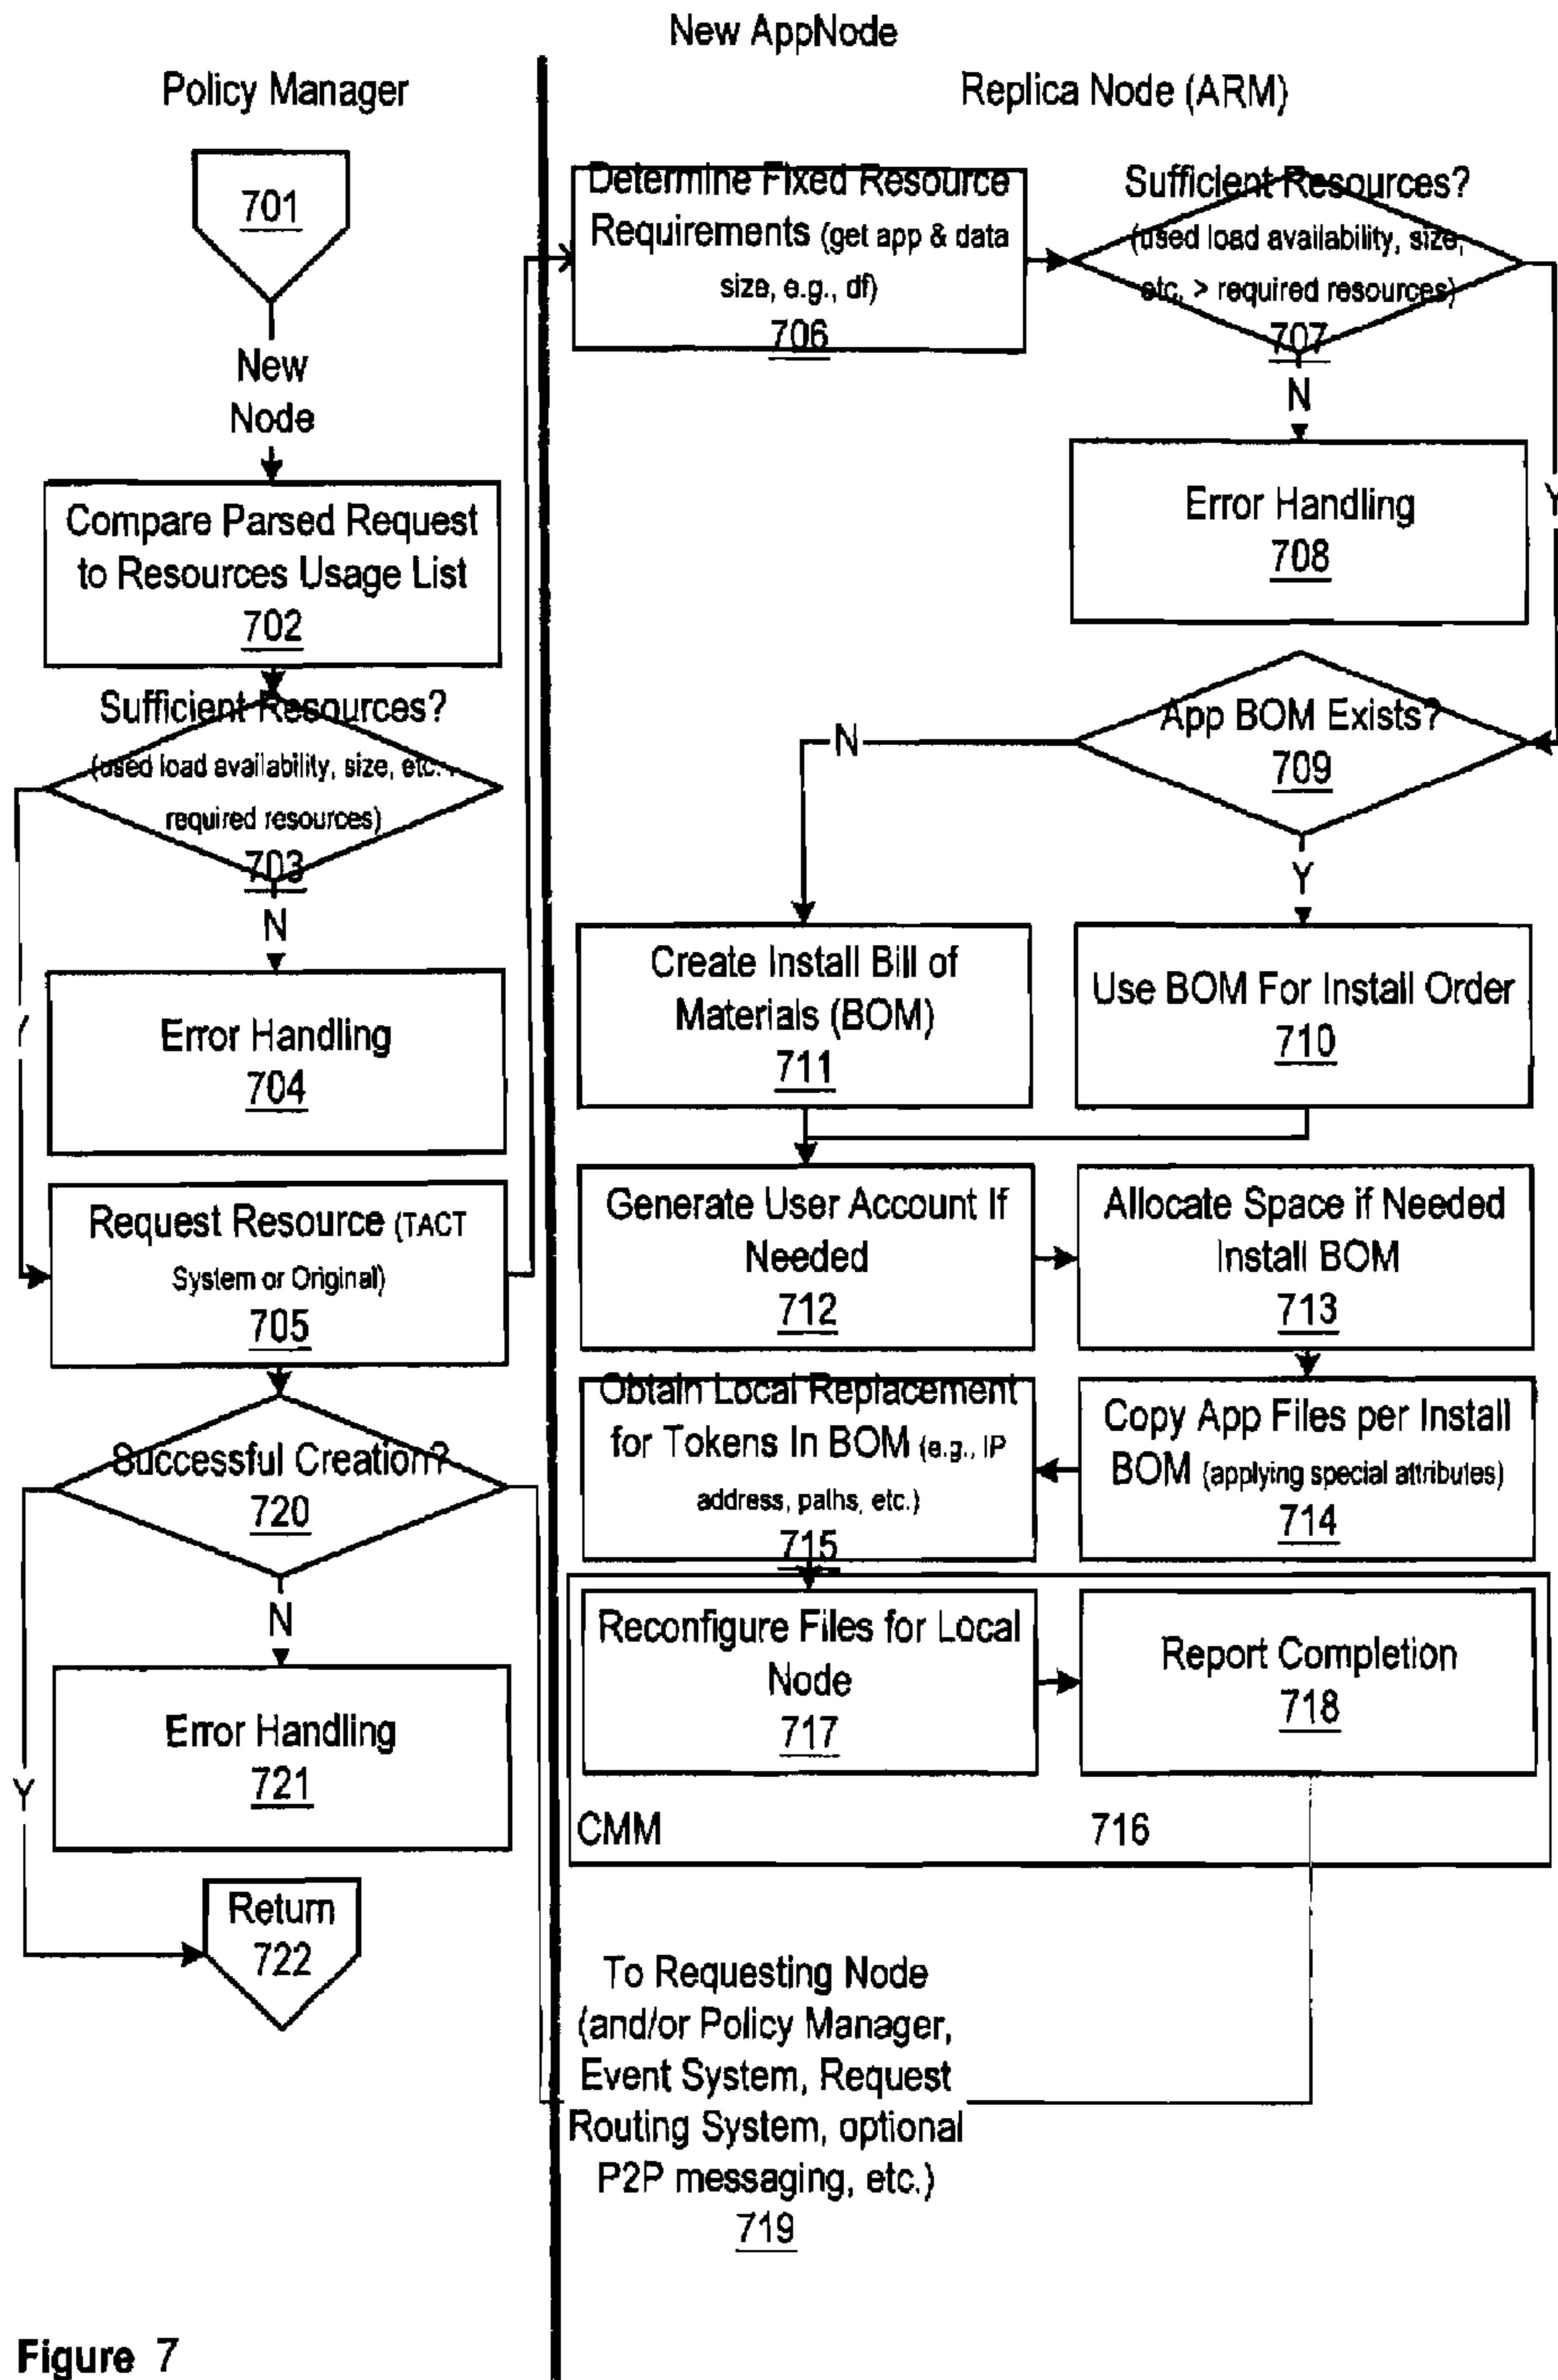 New AppNode
Policy Manager
Replica Node (ARM)
701
New
Node
Compare Parsed Request
to Resources Usage List
702
Sufficient Resources?
(used load availability, size, etc.
required resources)
703
N
Y
Error Handling
704
Request Resource (TACT
System or Original)
705
Successful Creation?
720
N
Error Handling
721
Y
Return
722
Determine Fixed Resource
Requirements (get app & data
size, e.g., df)
706
Sufficient Resources?
(used load availability, size,
etc. > required resources)
707
N
Y
Error Handling
708
App BOM Exists?
709
N
Y
Create Install Bill of
Materials (BOM)
711
Use BOM For Install Order
710
Generate User Account If
Needed
712
Allocate Space if Needed
Install BOM
713
Obtain Local Replacement
for Tokens In BOM (e.g., IP
address, paths, etc.)
715
Copy App Files per Install
BOM (applying special attributes)
714
Reconfigure Files for Local
Node
717
Report Completion
718
CMM
716
To Requesting Node
(and/or Policy Manager,
Event System, Request
Routing System, optional
P2P messaging, etc.)
719
Figure 7